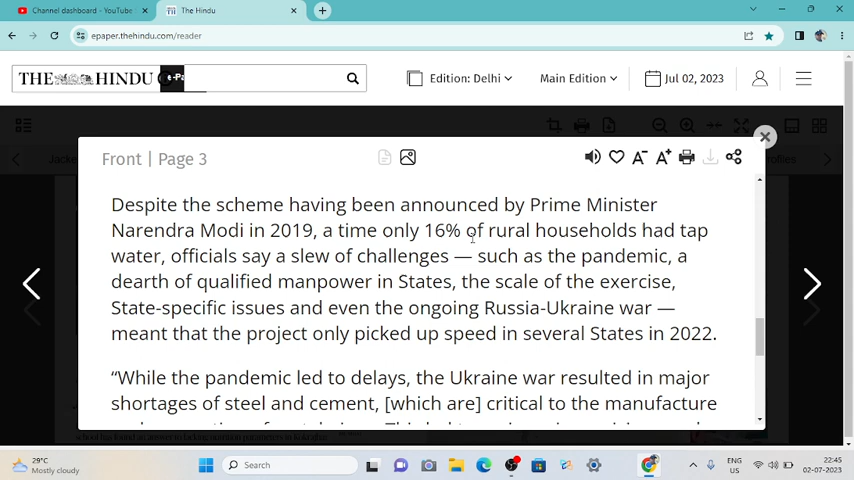 Channel dashboard - YouTube
The Hindu
epaper.thehindu.com/reader
THE HINDU e-Pa
Edition: Delhi
Main Edition
Jul 02, 2023
Front | Page 3
A- A+
Despite the scheme having been announced by Prime Minister
Narendra Modi in 2019, a time only 16% of rural households had tap
water, officials say a slew of challenges — such as the pandemic, a
dearth of qualified manpower in States, the scale of the exercise,
State-specific issues and even the ongoing Russia-Ukraine war —
meant that the project only picked up speed in several States in 2022.
“While the pandemic led to delays, the Ukraine war resulted in major
shortages of steel and cement, [which are] critical to the manufacture
29°C
Mostly cloudy
Search
ENG
US
22:45
02-07-2023